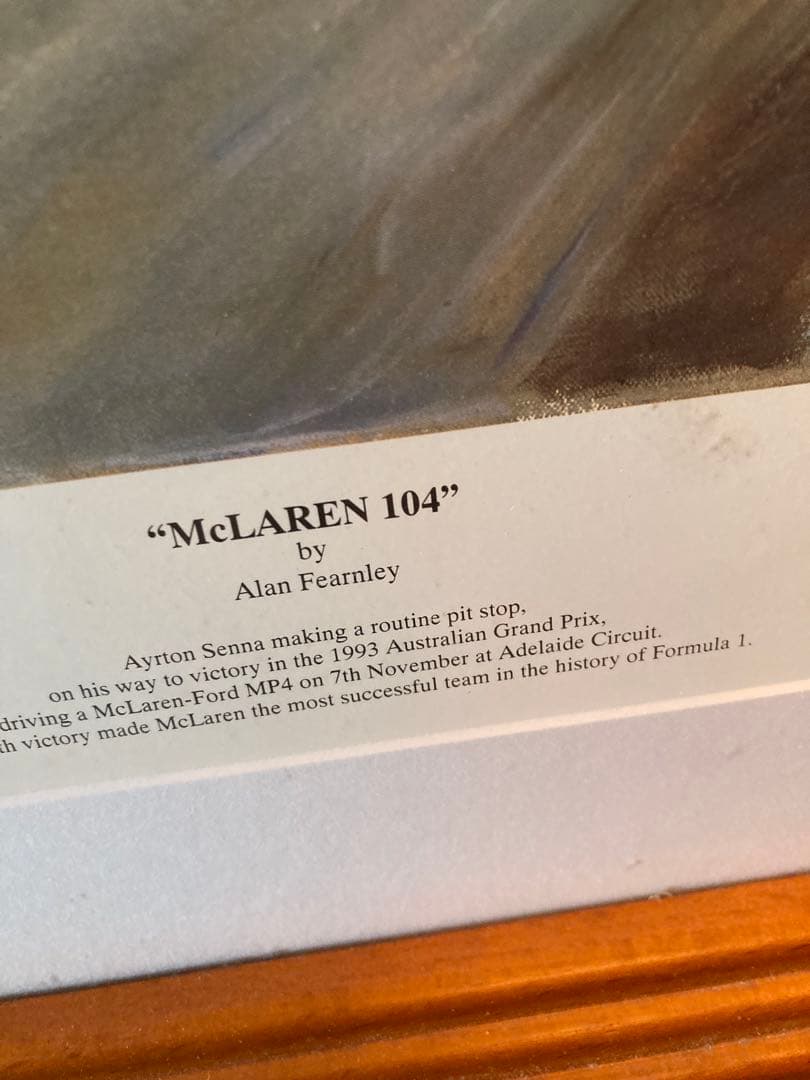 “McLAREN 104”
by
Alan Fearnley
Ayrton Senna making a routine pit stop,
on his way to victory in the 1993 Australian Grand Prix,
driving a McLaren-Ford MP4 on 7th November at Adelaide Circuit.
victory made McLaren the most successful team in the history of Formula 1.